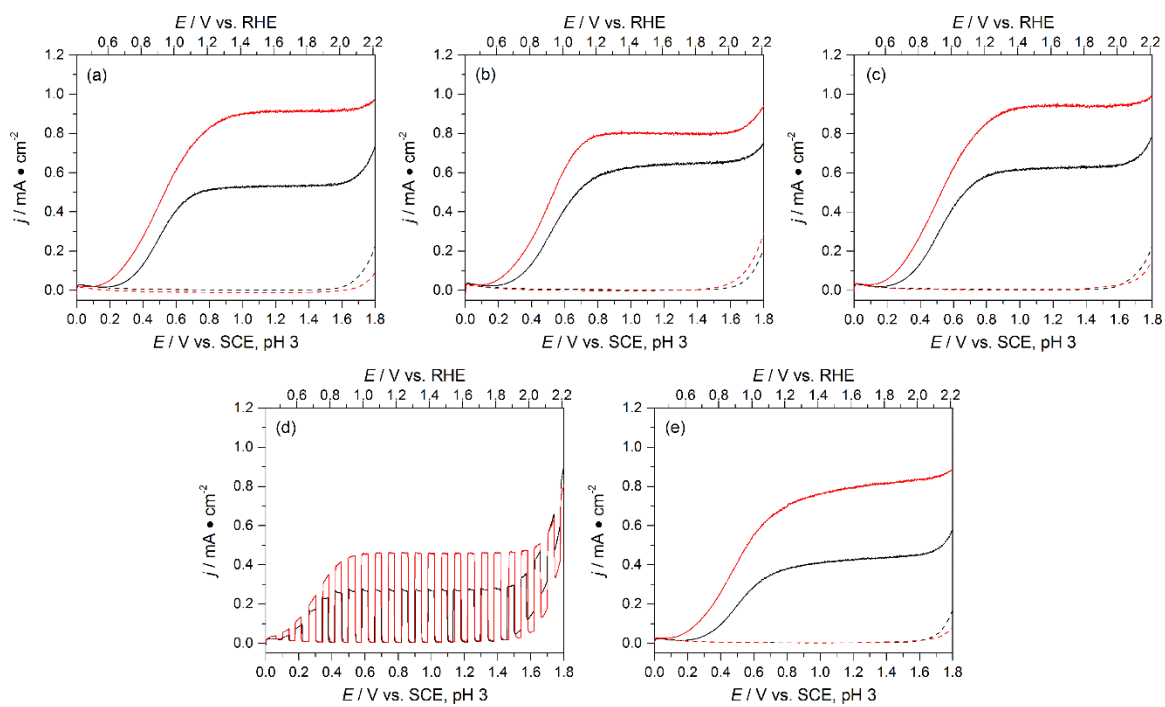 E / V vs. RHE
0.6 0.8 1.0 1.2 1.4 1.6 1.8 2.0 2.2
(a)
1.2
1.0
0.8
0.6
0.4
0.2
0.0
j / mA • cm⁻²
0.0 0.2 0.4 0.6 0.8 1.0 1.2 1.4 1.6 1.8
E / V vs. SCE, pH 3
E / V vs. RHE
0.6 0.8 1.0 1.2 1.4 1.6 1.8 2.0 2.2
(b)
1.2
1.0
0.8
0.6
0.4
0.2
0.0
j / mA • cm⁻²
0.0 0.2 0.4 0.6 0.8 1.0 1.2 1.4 1.6 1.8
E / V vs. SCE, pH 3
E / V vs. RHE
0.6 0.8 1.0 1.2 1.4 1.6 1.8 2.0 2.2
(c)
1.2
1.0
0.8
0.6
0.4
0.2
0.0
j / mA • cm⁻²
0.0 0.2 0.4 0.6 0.8 1.0 1.2 1.4 1.6 1.8
E / V vs. SCE, pH 3
E / V vs. RHE
0.6 0.8 1.0 1.2 1.4 1.6 1.8 2.0 2.2
(d)
1.2
1.0
0.8
0.6
0.4
0.2
0.0
j / mA • cm⁻²
0.0 0.2 0.4 0.6 0.8 1.0 1.2 1.4 1.6 1.8
E / V vs. SCE, pH 3
E / V vs. RHE
0.6 0.8 1.0 1.2 1.4 1.6 1.8 2.0 2.2
(e)
1.2
1.0
0.8
0.6
0.4
0.2
0.0
j / mA • cm⁻²
0.0 0.2 0.4 0.6 0.8 1.0 1.2 1.4 1.6 1.8
E / V vs. SCE, pH 3